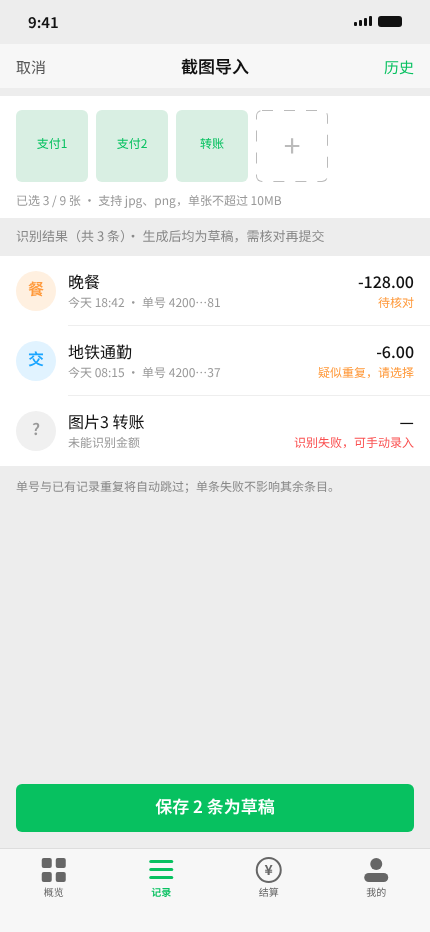 9:41
取消 截图导入 历史
支付1 支付2 转账 +
已选 3 / 9 张 · 支持 jpg、png，单张不超过 10MB
识别结果（共 3 条）· 生成后均为草稿，需核对再提交
餐 晚餐 -128.00
今天 18:42 · 单号 4200···81 待核对
交 地铁通勤 -6.00
今天 08:15 · 单号 4200···37 疑似重复，请选择
? 图片3 转账 —
未能识别金额 识别失败，可手动录入
单号与已有记录重复将自动跳过；单条失败不影响其余条目。
保存 2 条为草稿
¥
概览 记录 结算 我的